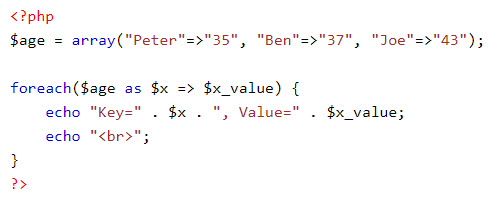 <?php
$age = array("Peter"=>"35", "Ben"=>"37", "Joe"=>"43");

foreach($age as $x => $x_value) {
    echo "Key=" . $x . ", Value=" . $x_value;
    echo "<br>";
}
?>